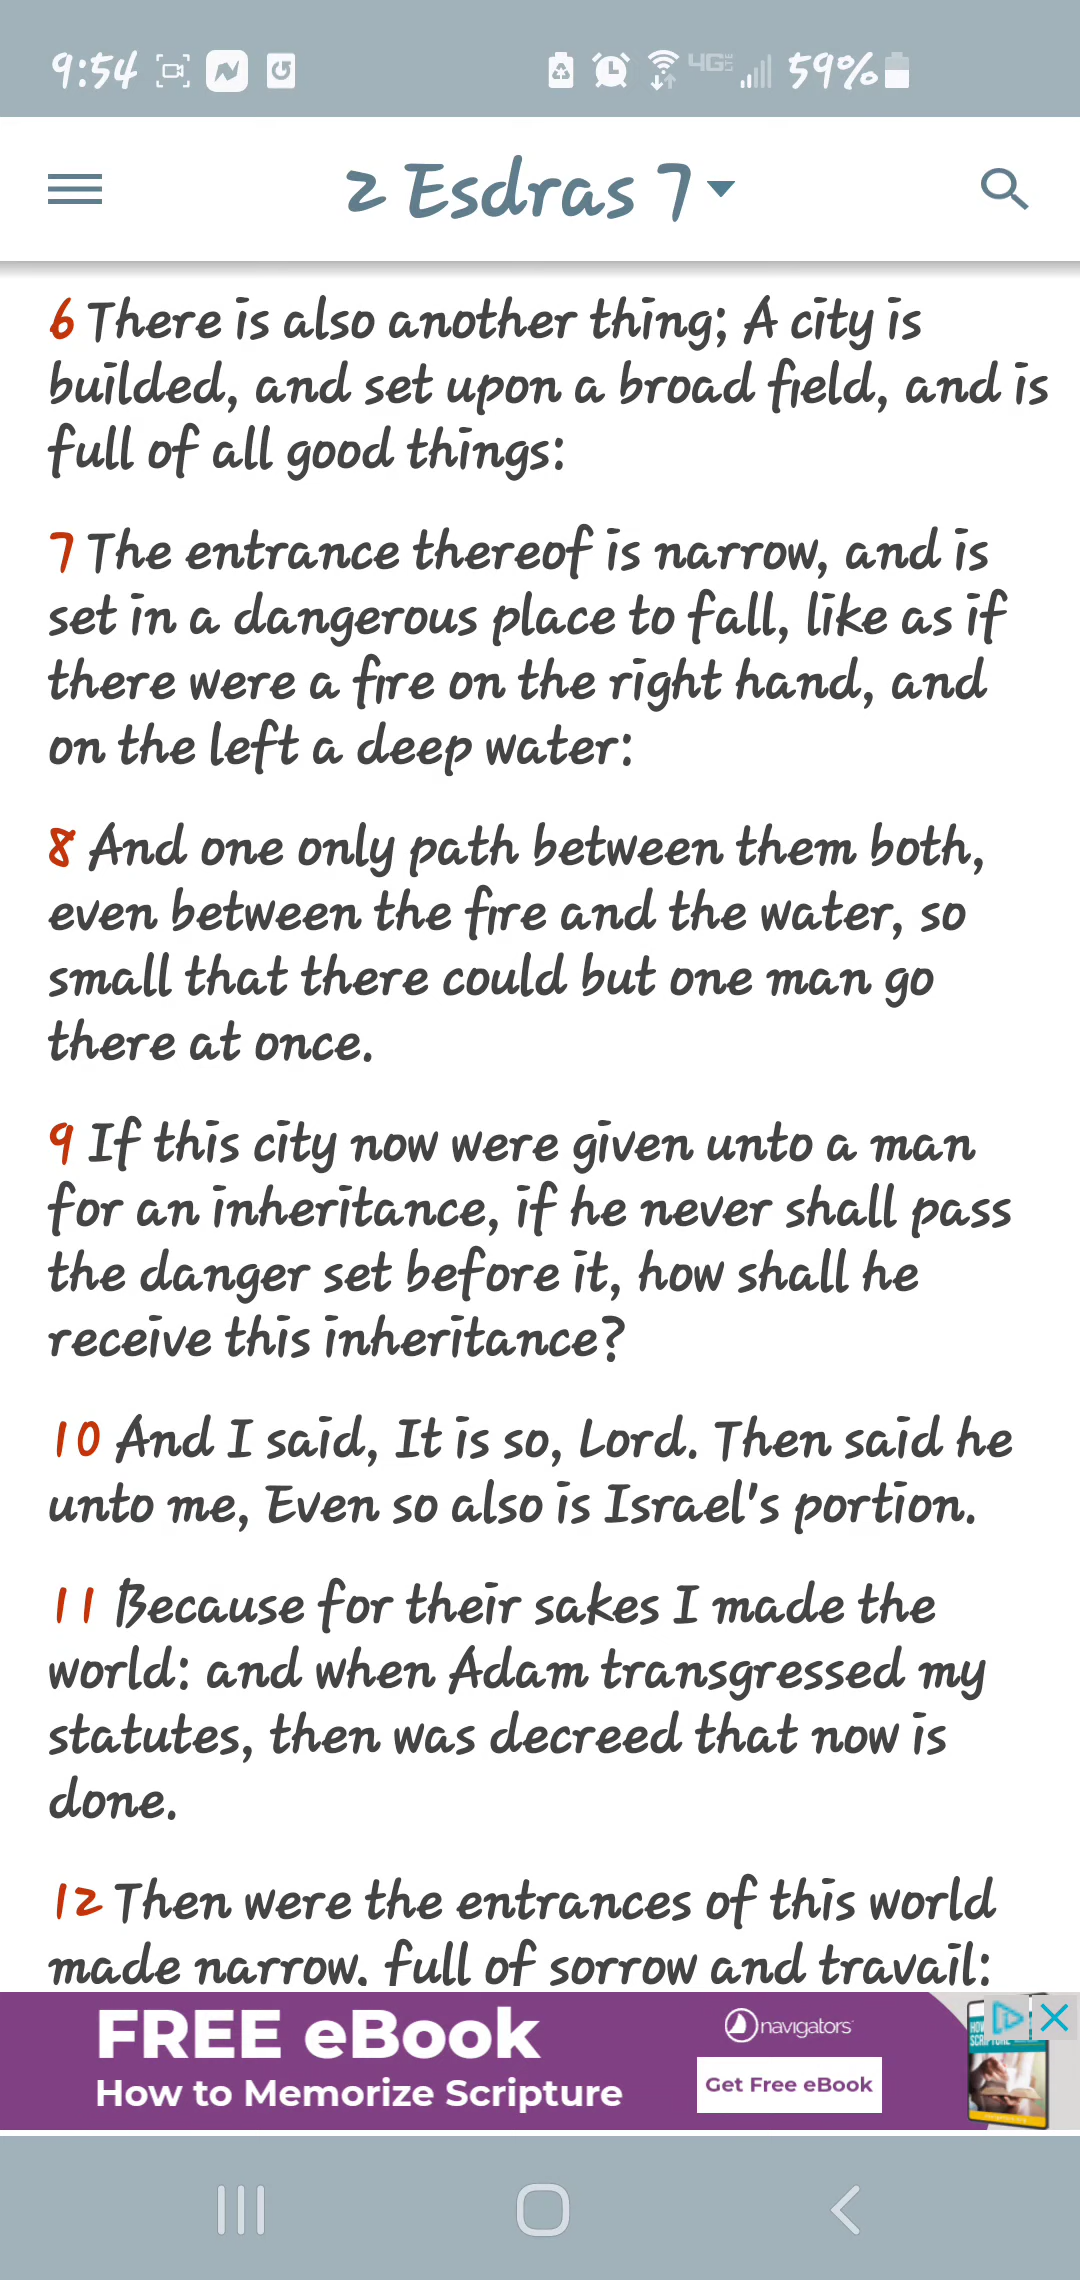 9:54 4G LTE 59%
2 Esdras 7
6 There is also another thing; A city is
builded, and set upon a broad field, and is
full of all good things:
7 The entrance thereof is narrow, and is
set in a dangerous place to fall, like as if
there were a fire on the right hand, and
on the left a deep water:
8 And one only path between them both,
even between the fire and the water, so
small that there could but one man go
there at once.
9 If this city now were given unto a man
for an inheritance, if he never shall pass
the danger set before it, how shall he
receive this inheritance?
10 And I said, It is so, Lord. Then said he
unto me, Even so also is Israel's portion.
11 Because for their sakes I made the
world: and when Adam transgressed my
statutes, then was decreed that now is
done.
12 Then were the entrances of this world
made narrow, full of sorrow and travail:
FREE eBook
How to Memorize Scripture
navigators
Get Free eBook